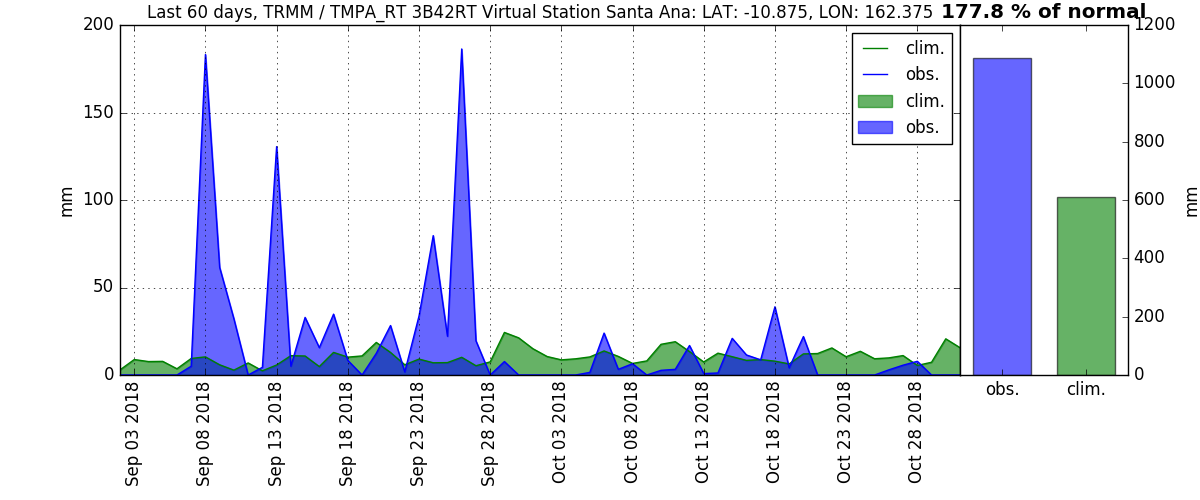 Last 60 days, TRMM / TMPA_RT 3B42RT Virtual Station Santa Ana: LAT: -10.875, LON: 162.375 177.8 % of normal
200
150
100
50
0
mm
clim.
obs.
clim.
obs.
1200
1000
800
600
400
200
0
mm
Sep 03 2018
Sep 08 2018
Sep 13 2018
Sep 18 2018
Sep 23 2018
Sep 28 2018
Oct 03 2018
Oct 08 2018
Oct 13 2018
Oct 18 2018
Oct 23 2018
Oct 28 2018
obs.
clim.